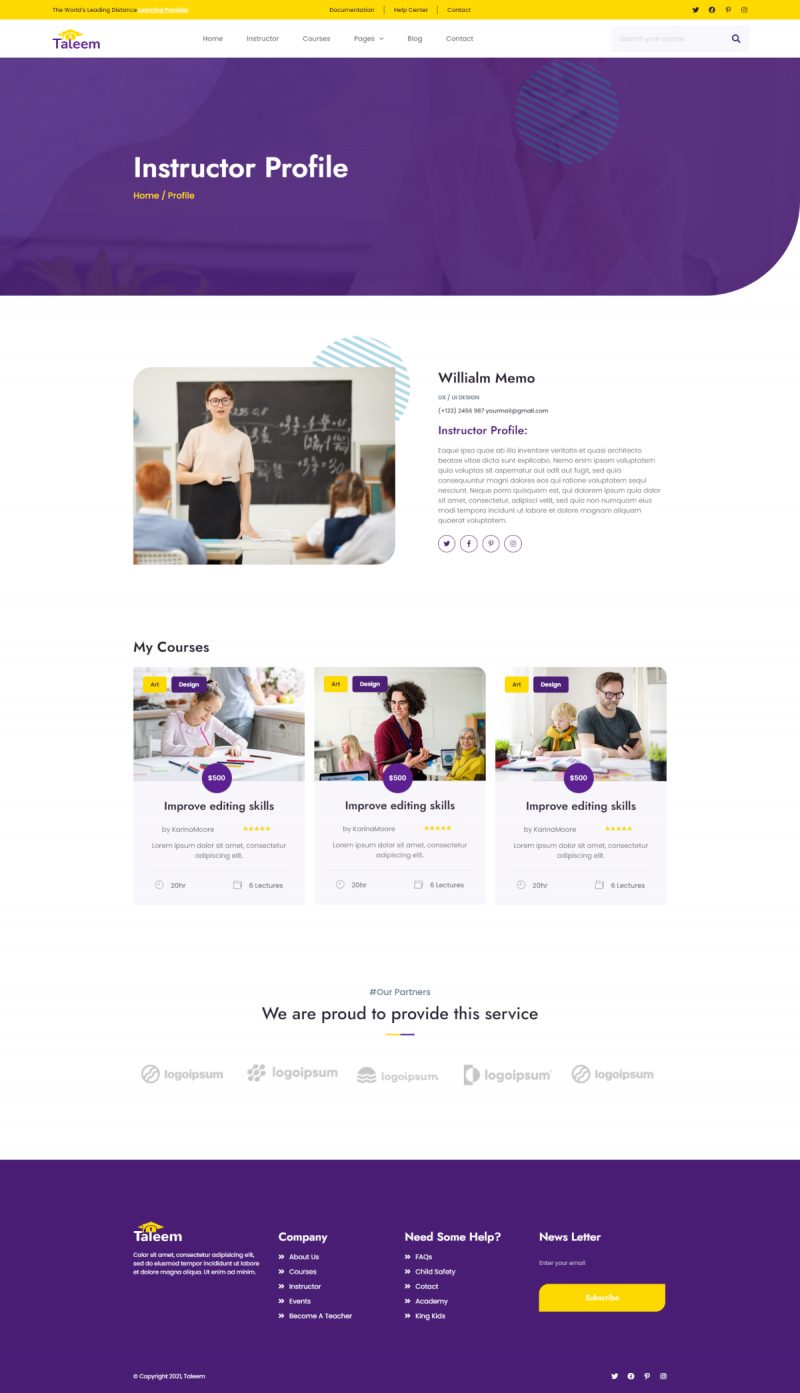 The World's Leading Distance Learning Provider
Documentation
Help Center
Contact
Taleem
Home
Instructor
Courses
Pages
Blog
Contact
Search your course
Instructor Profile
Home / Profile
Willialm Memo
UX / UI DESIGN
(+123) 2456 987 yourmail@gmail.com
Instructor Profile:
Eaque ipsa quae ab illo inventore veritatis et quasi architecto
beatae vitae dicta sunt explicabo. Nemo enim ipsam voluptatem
quia voluptas sit aspernatur aut odit aut fugit, sed quia
consequuntur magni dolores eos qui ratione voluptatem sequi
nesciunt. Neque porro quisquam est, qui dolorem ipsum quia dolor
sit amet, consectetur, adipisci velit, sed quia non numquam eius
modi tempora incidunt ut labore et dolore magnam aliquam
quaerat voluptatem.
My Courses
Art
Design
$500
Improve editing skills
by KarinaMoore
Lorem ipsum dolor sit amet, consectetur
adipiscing elit.
20hr
6 Lectures
Art
Design
$500
Improve editing skills
by KarinaMoore
Lorem ipsum dolor sit amet, consectetur
adipiscing elit.
20hr
6 Lectures
Art
Design
$500
Improve editing skills
by KarinaMoore
Lorem ipsum dolor sit amet, consectetur
adipiscing elit.
20hr
6 Lectures
#Our Partners
We are proud to provide this service
logoipsum
logoipsum
logoipsum
logoipsum
logoipsum
Taleem
Color sit amet, consectetur adipisicing elit,
sed do eiusmod tempor incididunt ut labore
et dolore magna aliqua. Ut enim ad minim.
Company
About Us
Courses
Instructor
Events
Become A Teacher
Need Some Help?
FAQs
Child Safety
Cotact
Academy
King Kids
News Letter
Enter your email
Subscribe
© Copyright 2021, Taleem